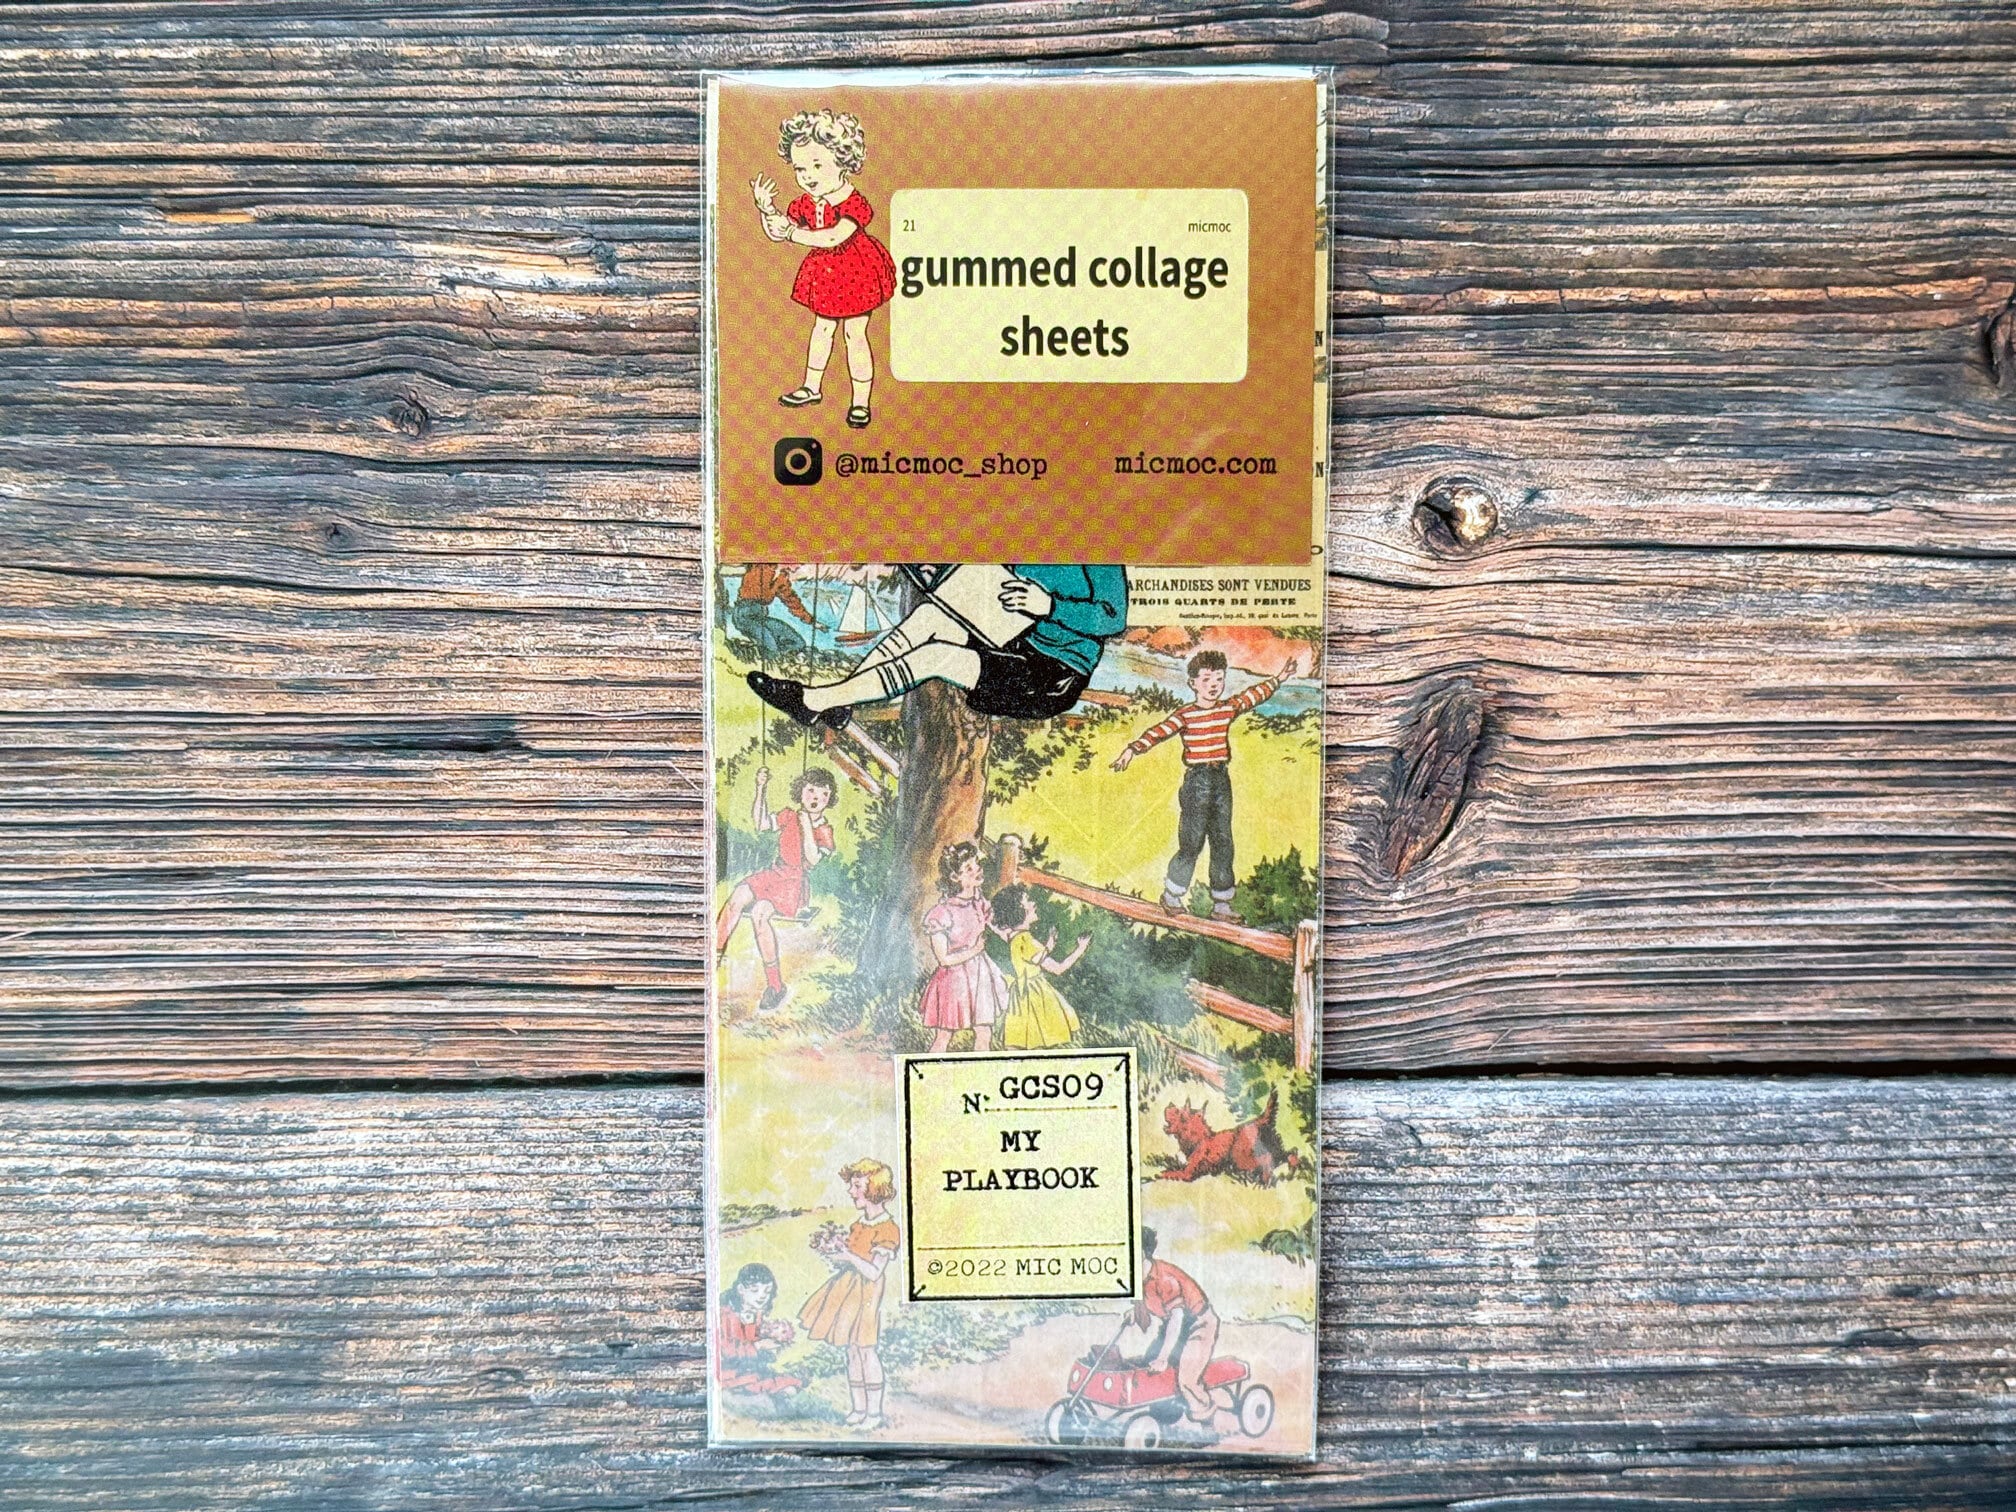 21 micmoc
gummed collage
sheets
@micmoc_shop micmoc.com
ARCHANDISES SONT VENDUES
TROIS QUARTS DE PERTE
N. GCS09
MY
PLAYBOOK
©2022 MIC MOC